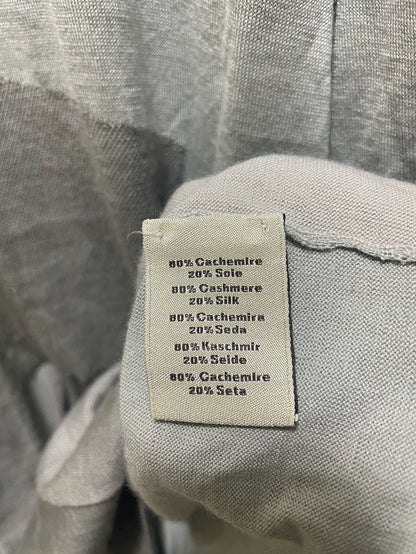 80% Cachemire
20% Soie
80% Cashmere
20% Silk
80% Cachemira
20% Seda
80% Kaschmir
20% Seide
80% Cachemire
20% Seta